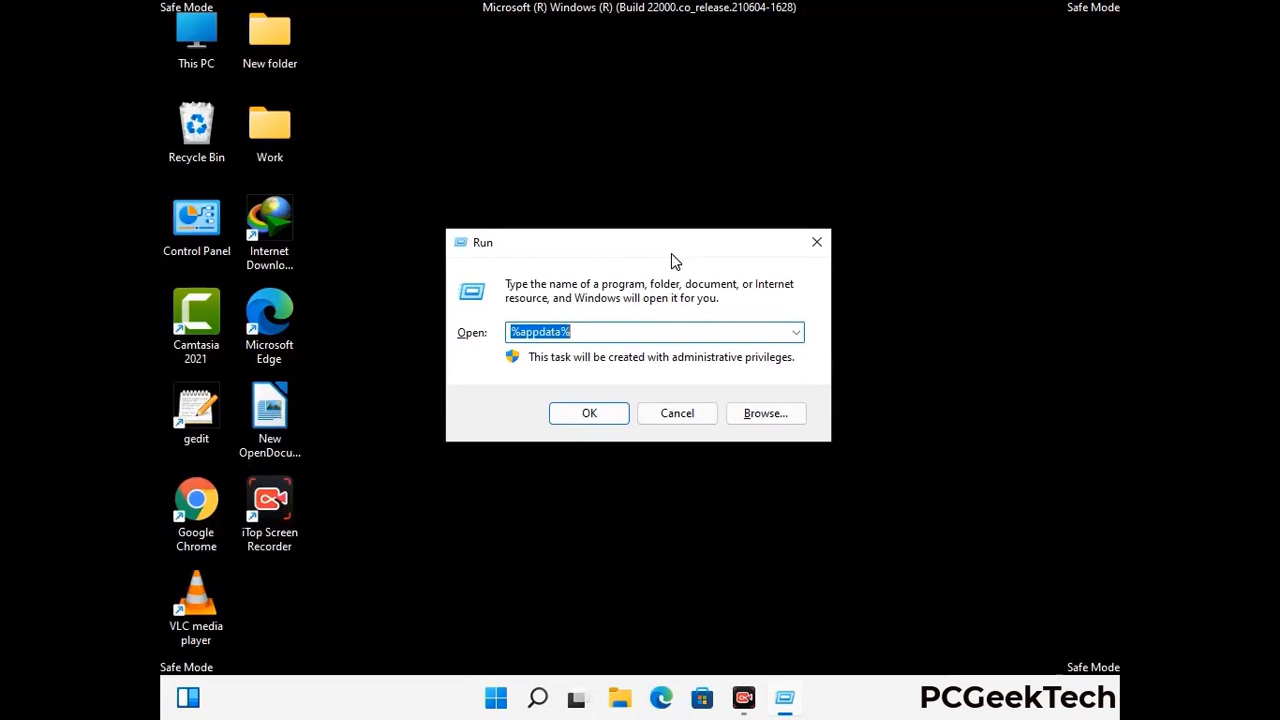 Safe Mode
Microsoft (R) Windows (R) (Build 22000.co_release.210604-1628)
Safe Mode
This PC
New folder
Recycle Bin
Work
Control Panel
Internet
Downlo...
Camtasia
2021
Microsoft
Edge
gedit
New
OpenDocu...
Google
Chrome
iTop Screen
Recorder
VLC media
player
Run
Type the name of a program, folder, document, or Internet
resource, and Windows will open it for you.
Open:
%appdata%
This task will be created with administrative privileges.
OK
Cancel
Browse...
Safe Mode
Safe Mode
PCGeekTech